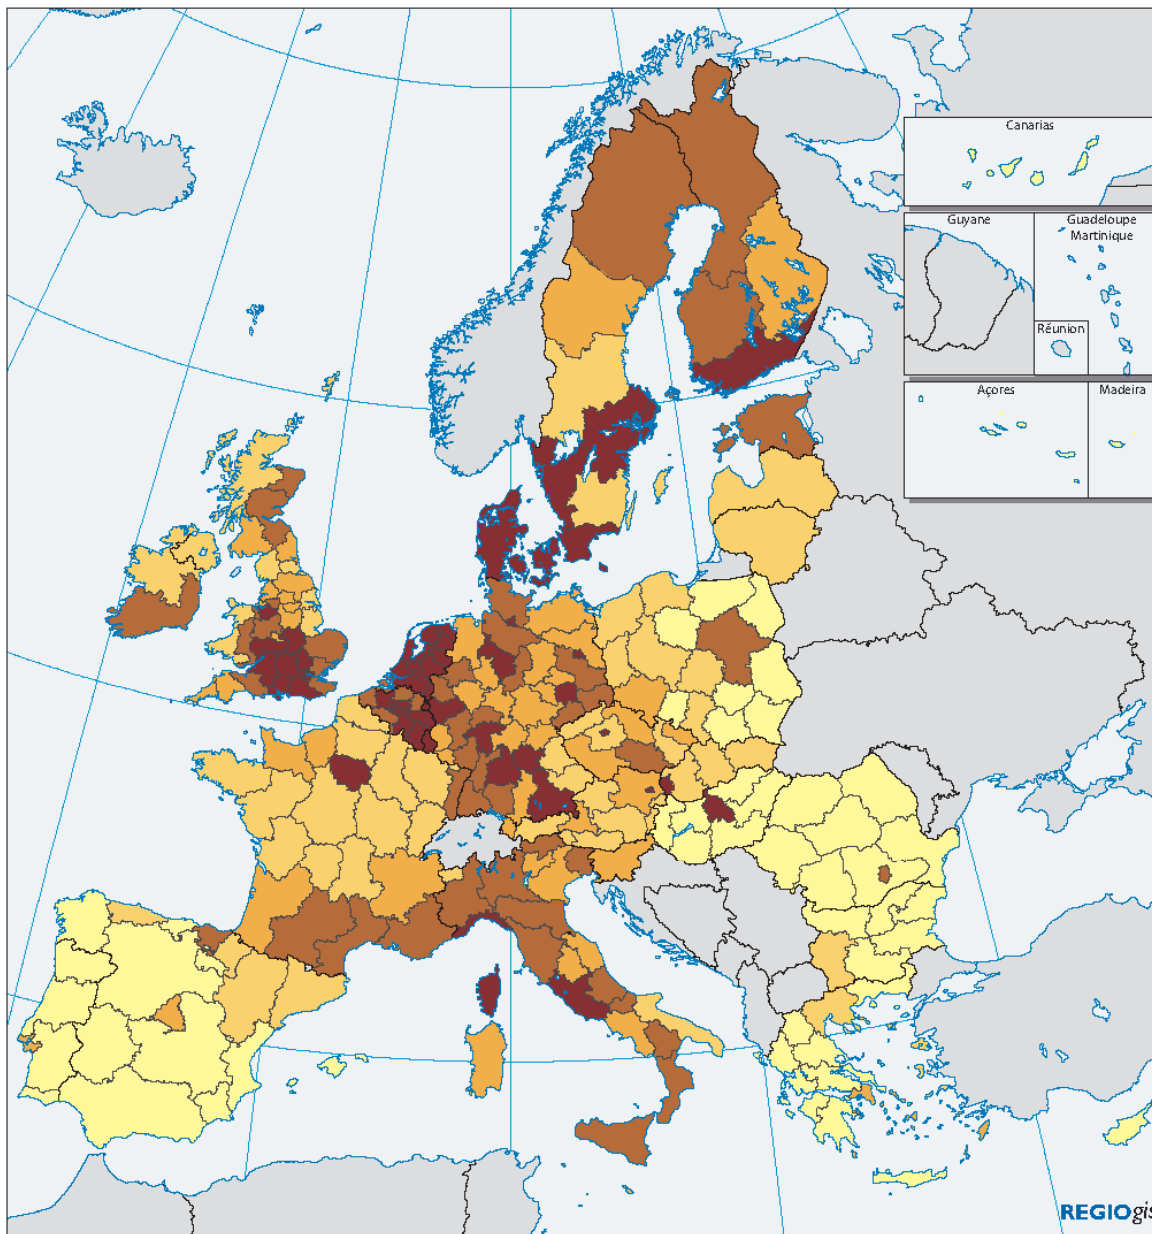 Canarias
Guyane
Guadeloupe
Martinique
Réunion
Açores
Madeira
REGIOgis